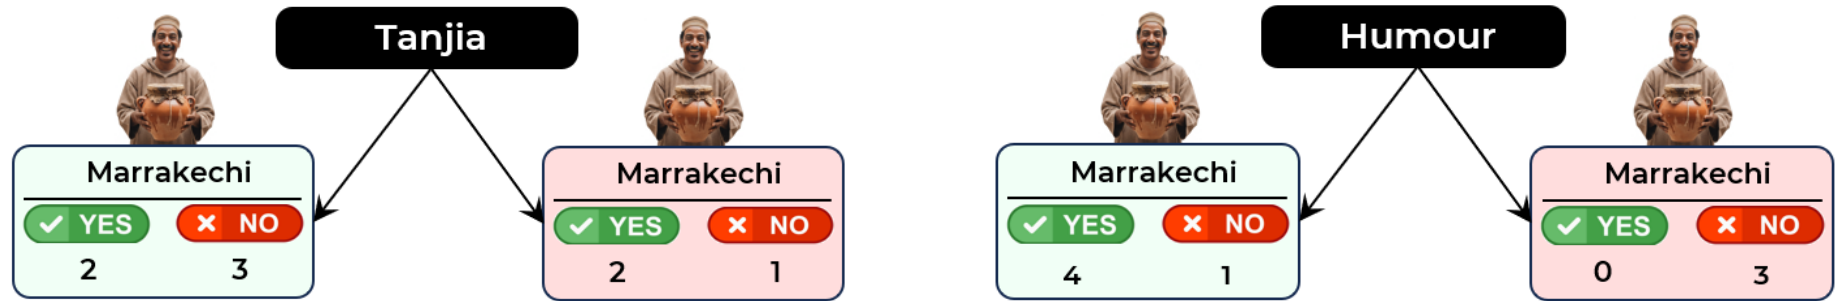 Tanjia
Marrakechi
YES NO
2 3
Marrakechi
YES NO
2 1
Humour
Marrakechi
YES NO
4 1
Marrakechi
YES NO
0 3